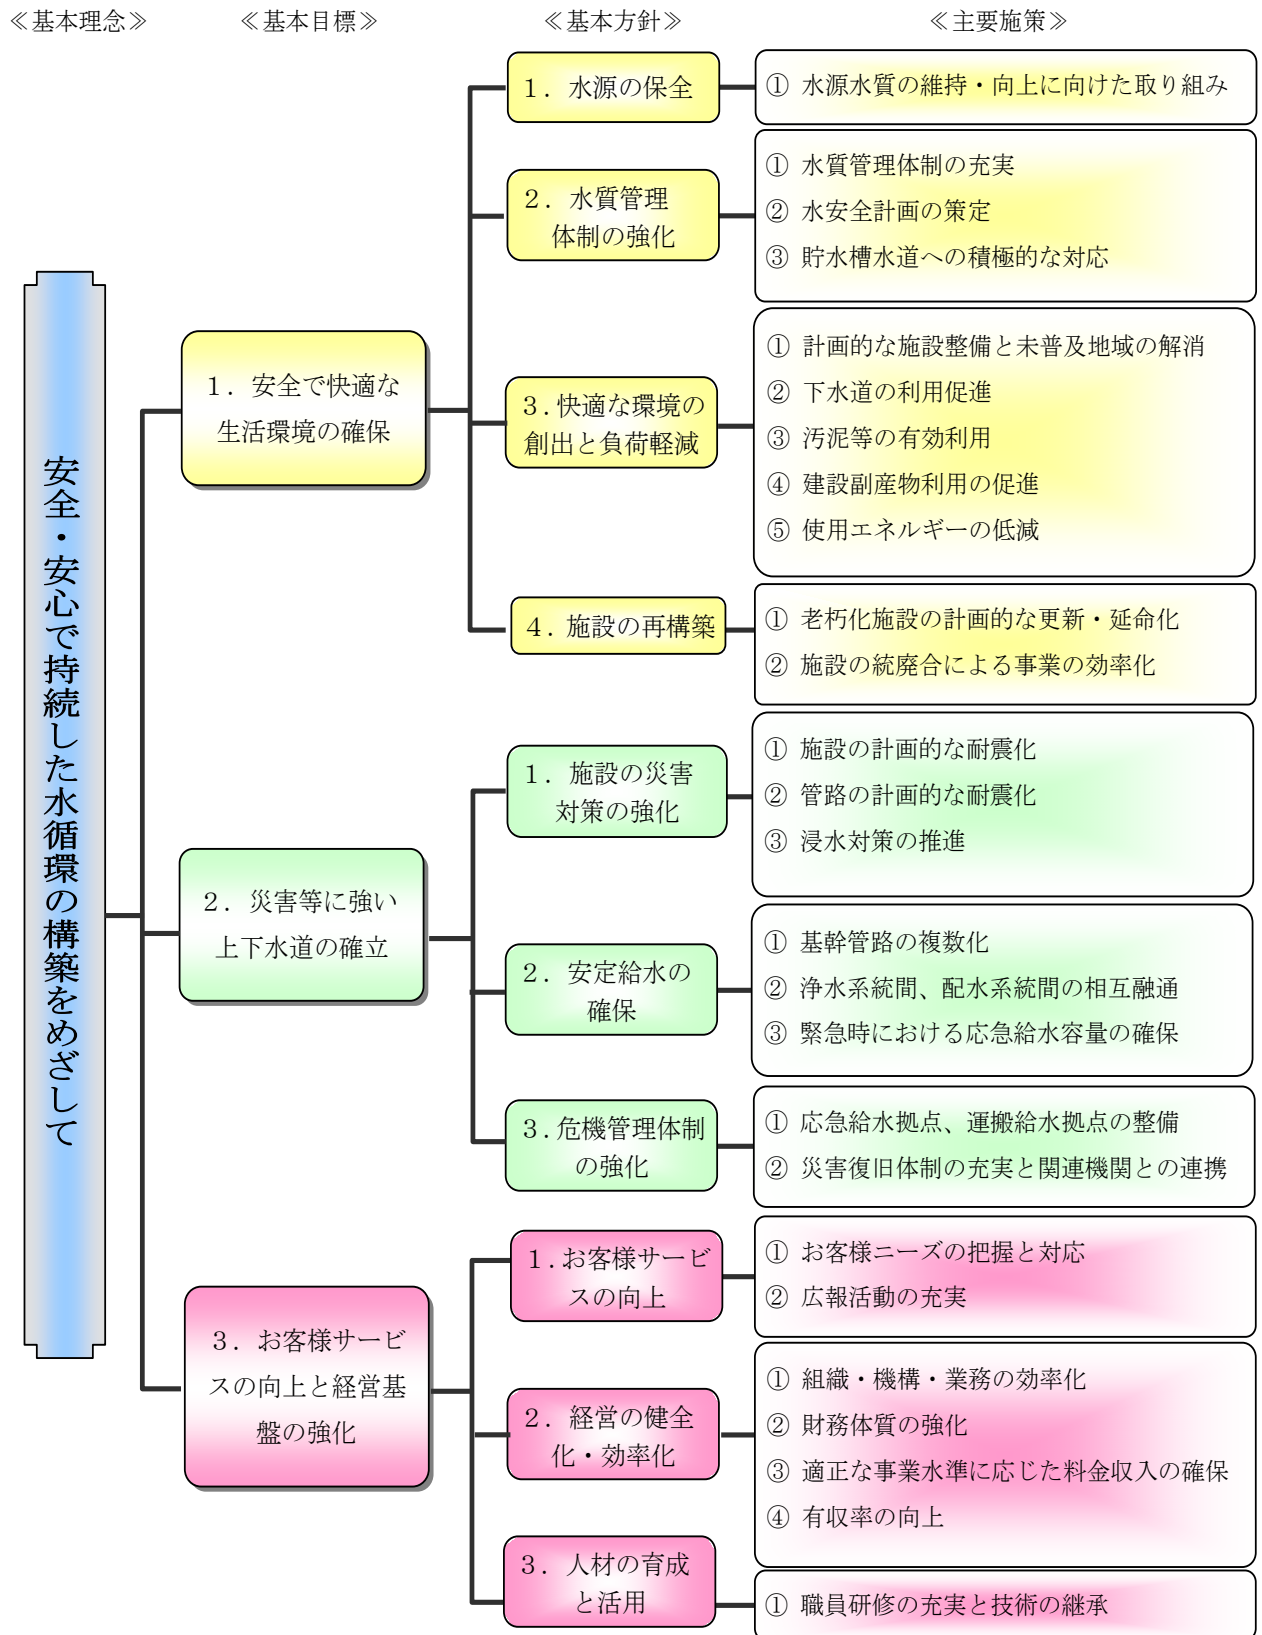 ≪基本理念≫
≪基本目標≫
≪基本方針≫
≪主要施策≫
安全・安心で持続した水循環の構築をめざして
1．安全で快適な
生活環境の確保
1．水源の保全
① 水源水質の維持・向上に向けた取り組み
2．水質管理
体制の強化
① 水質管理体制の充実
② 水安全計画の策定
③ 貯水槽水道への積極的な対応
3．快適な環境の
創出と負荷軽減
① 計画的な施設整備と未普及地域の解消
② 下水道の利用促進
③ 汚泥等の有効利用
④ 建設副産物利用の促進
⑤ 使用エネルギーの低減
4．施設の再構築
① 老朽化施設の計画的な更新・延命化
② 施設の統廃合による事業の効率化
2．災害等に強い
上下水道の確立
1．施設の災害
対策の強化
① 施設の計画的な耐震化
② 管路の計画的な耐震化
③ 浸水対策の推進
2．安定給水の
確保
① 基幹管路の複数化
② 浄水系統間、配水系統間の相互融通
③ 緊急時における応急給水容量の確保
3．危機管理体制
の強化
① 応急給水拠点、運搬給水拠点の整備
② 災害復旧体制の充実と関連機関との連携
3．お客様サービ
スの向上と経営基
盤の強化
1．お客様サービ
スの向上
① お客様ニーズの把握と対応
② 広報活動の充実
2．経営の健全
化・効率化
① 組織・機構・業務の効率化
② 財務体質の強化
③ 適正な事業水準に応じた料金収入の確保
④ 有収率の向上
3．人材の育成
と活用
① 職員研修の充実と技術の継承